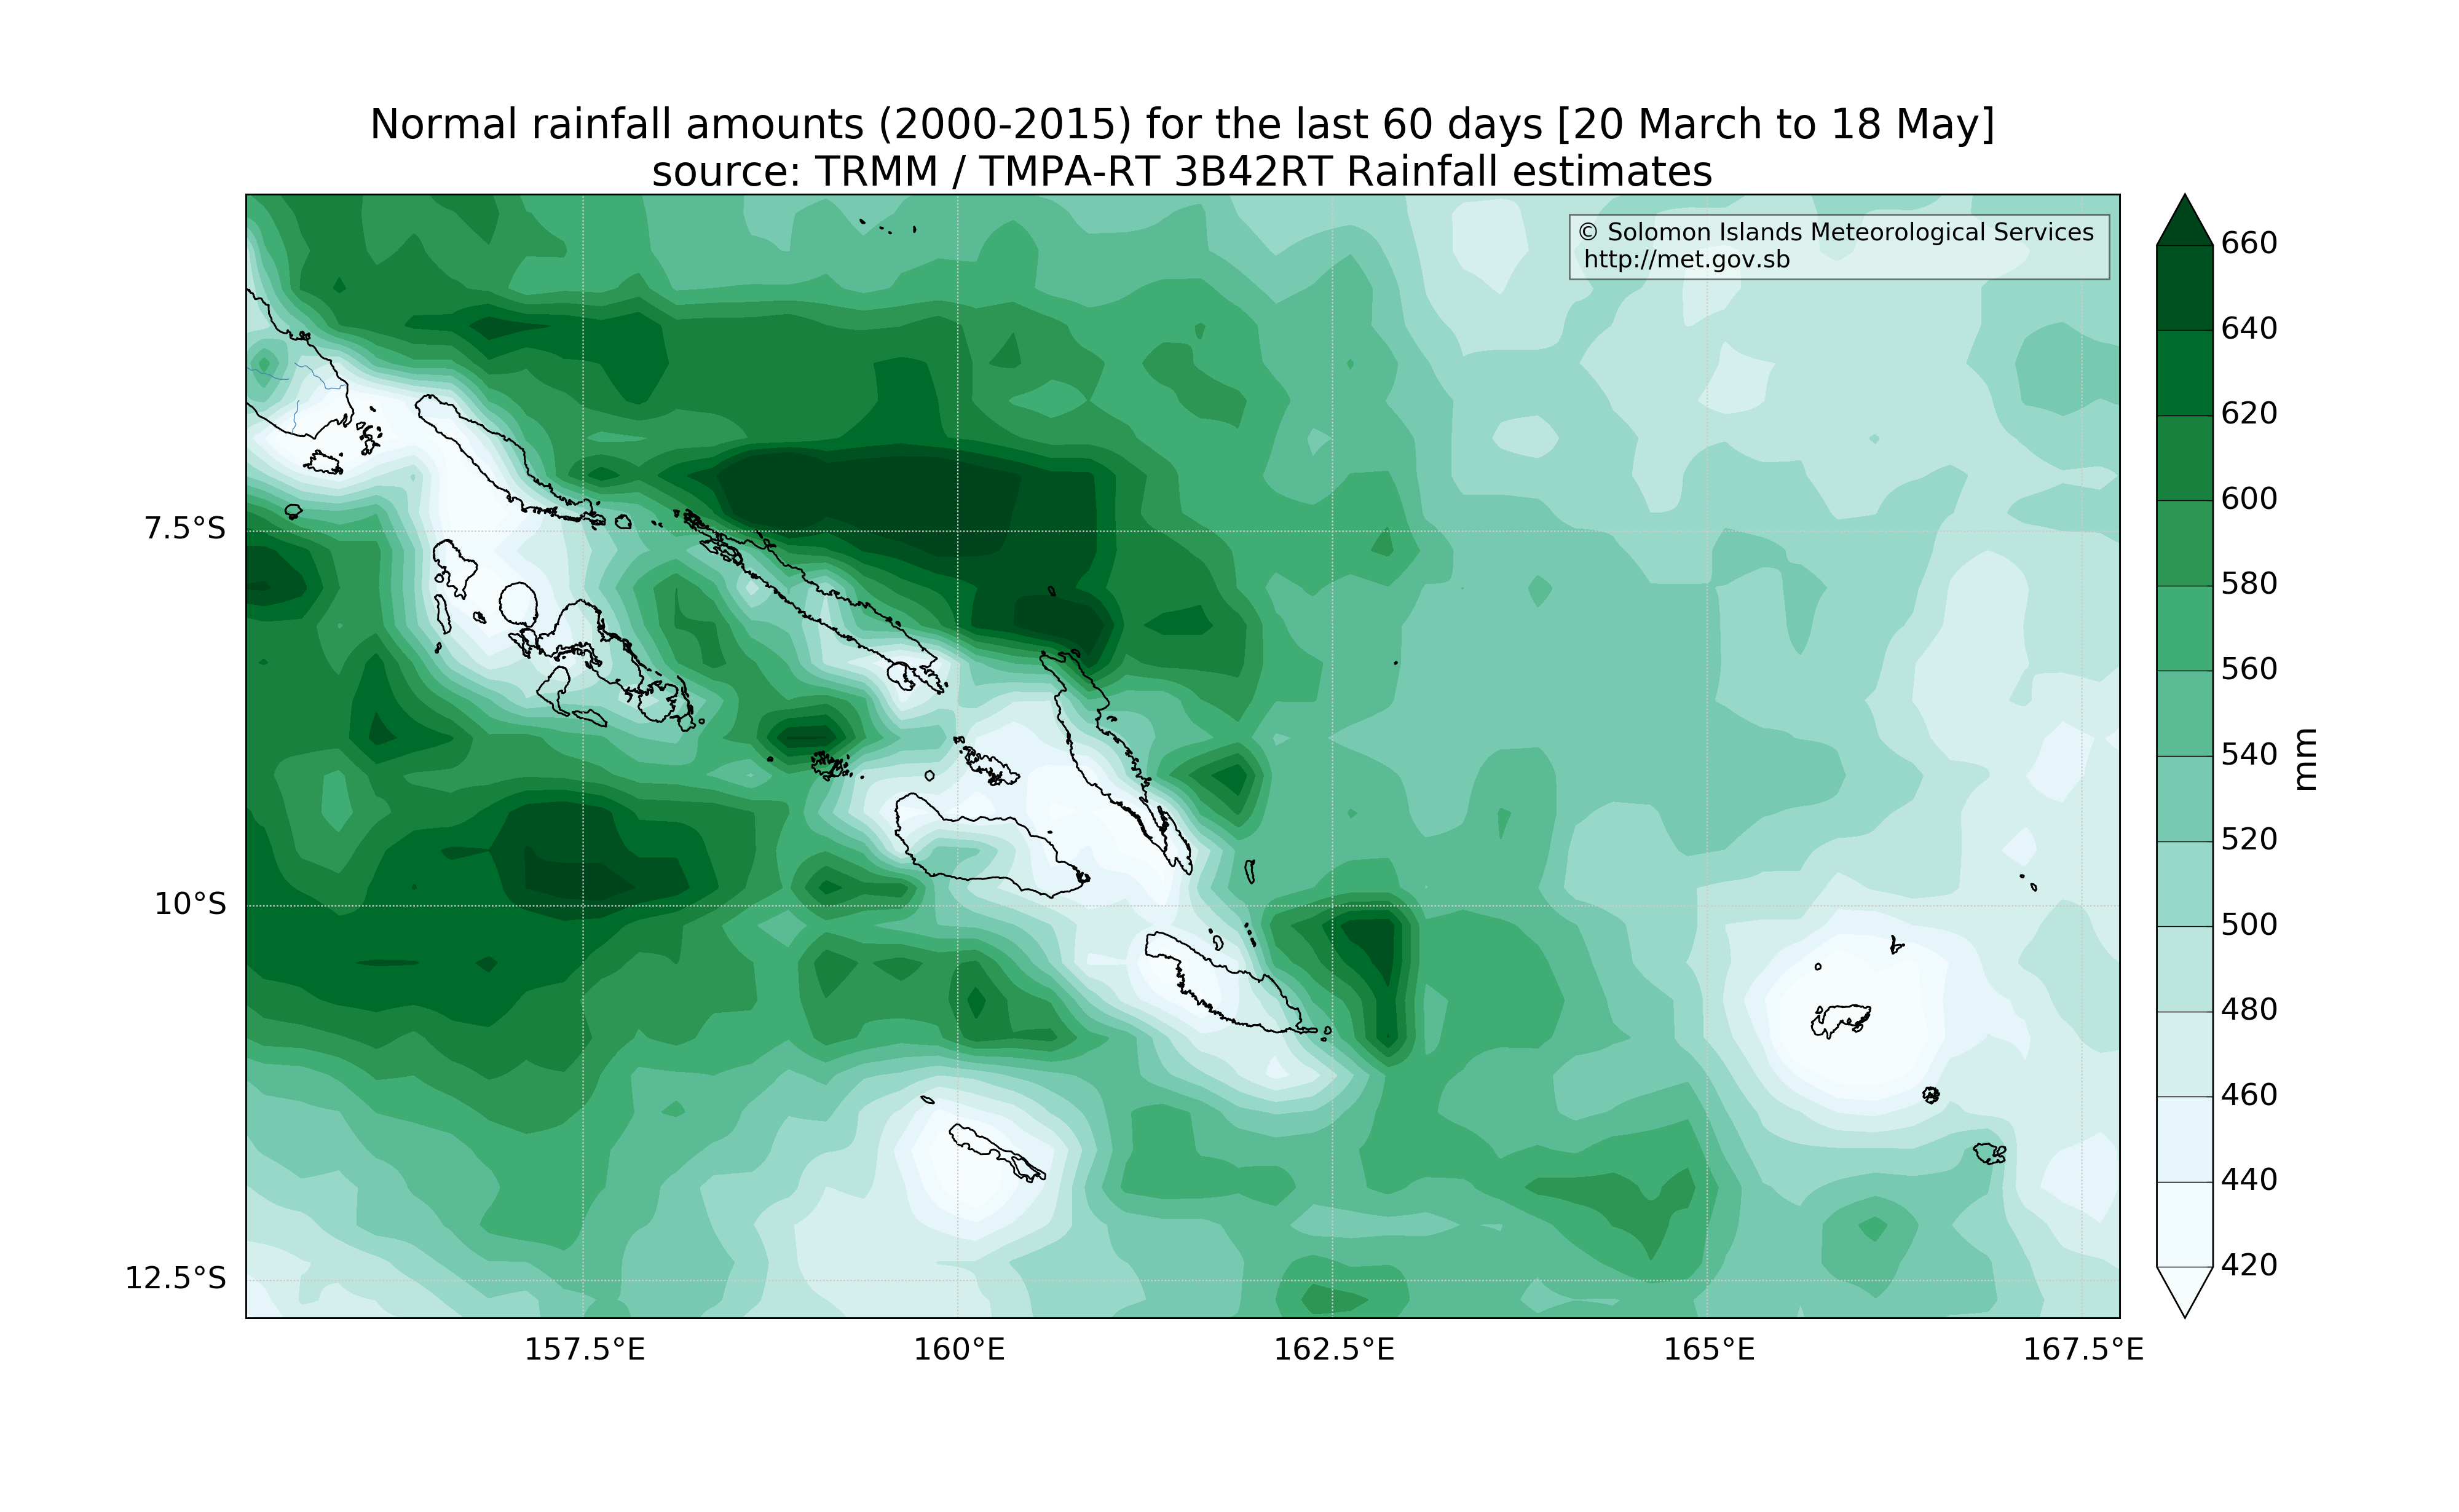 Normal rainfall amounts (2000-2015) for the last 60 days [20 March to 18 May]
source: TRMM / TMPA-RT 3B42RT Rainfall estimates
© Solomon Islands Meteorological Services
http://met.gov.sb
660
640
620
600
580
560
540
520
500
480
460
440
420
mm
7.5°S
10°S
12.5°S
157.5°E
160°E
162.5°E
165°E
167.5°E